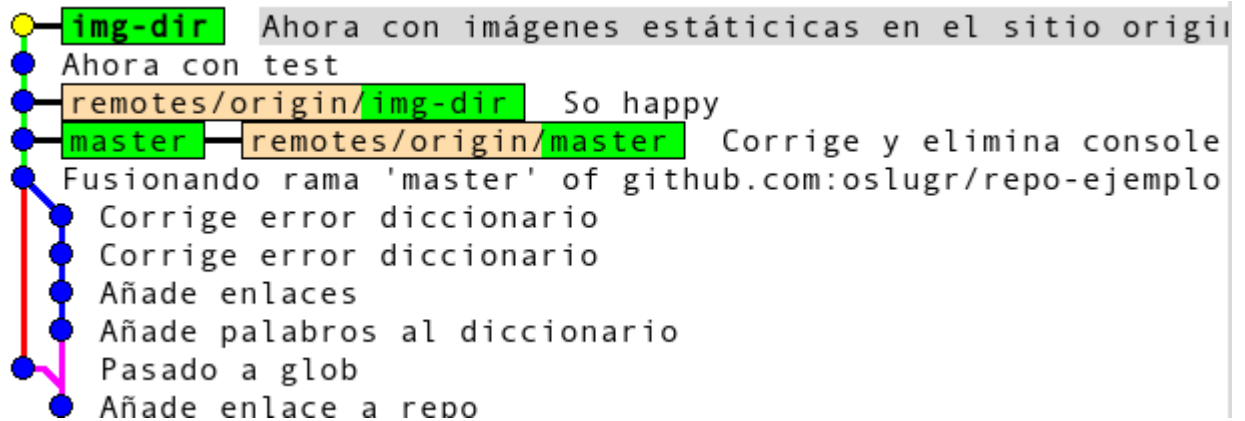 img-dir Ahora con imágenes estáticicas en el sitio origin
Ahora con test
remotes/origin/img-dir So happy
master remotes/origin/master Corrige y elimina console
Fusionando rama 'master' of github.com:oslugr/repo-ejemplo
Corrige error diccionario
Corrige error diccionario
Añade enlaces
Añade palabros al diccionario
Pasado a glob
Añade enlace a repo